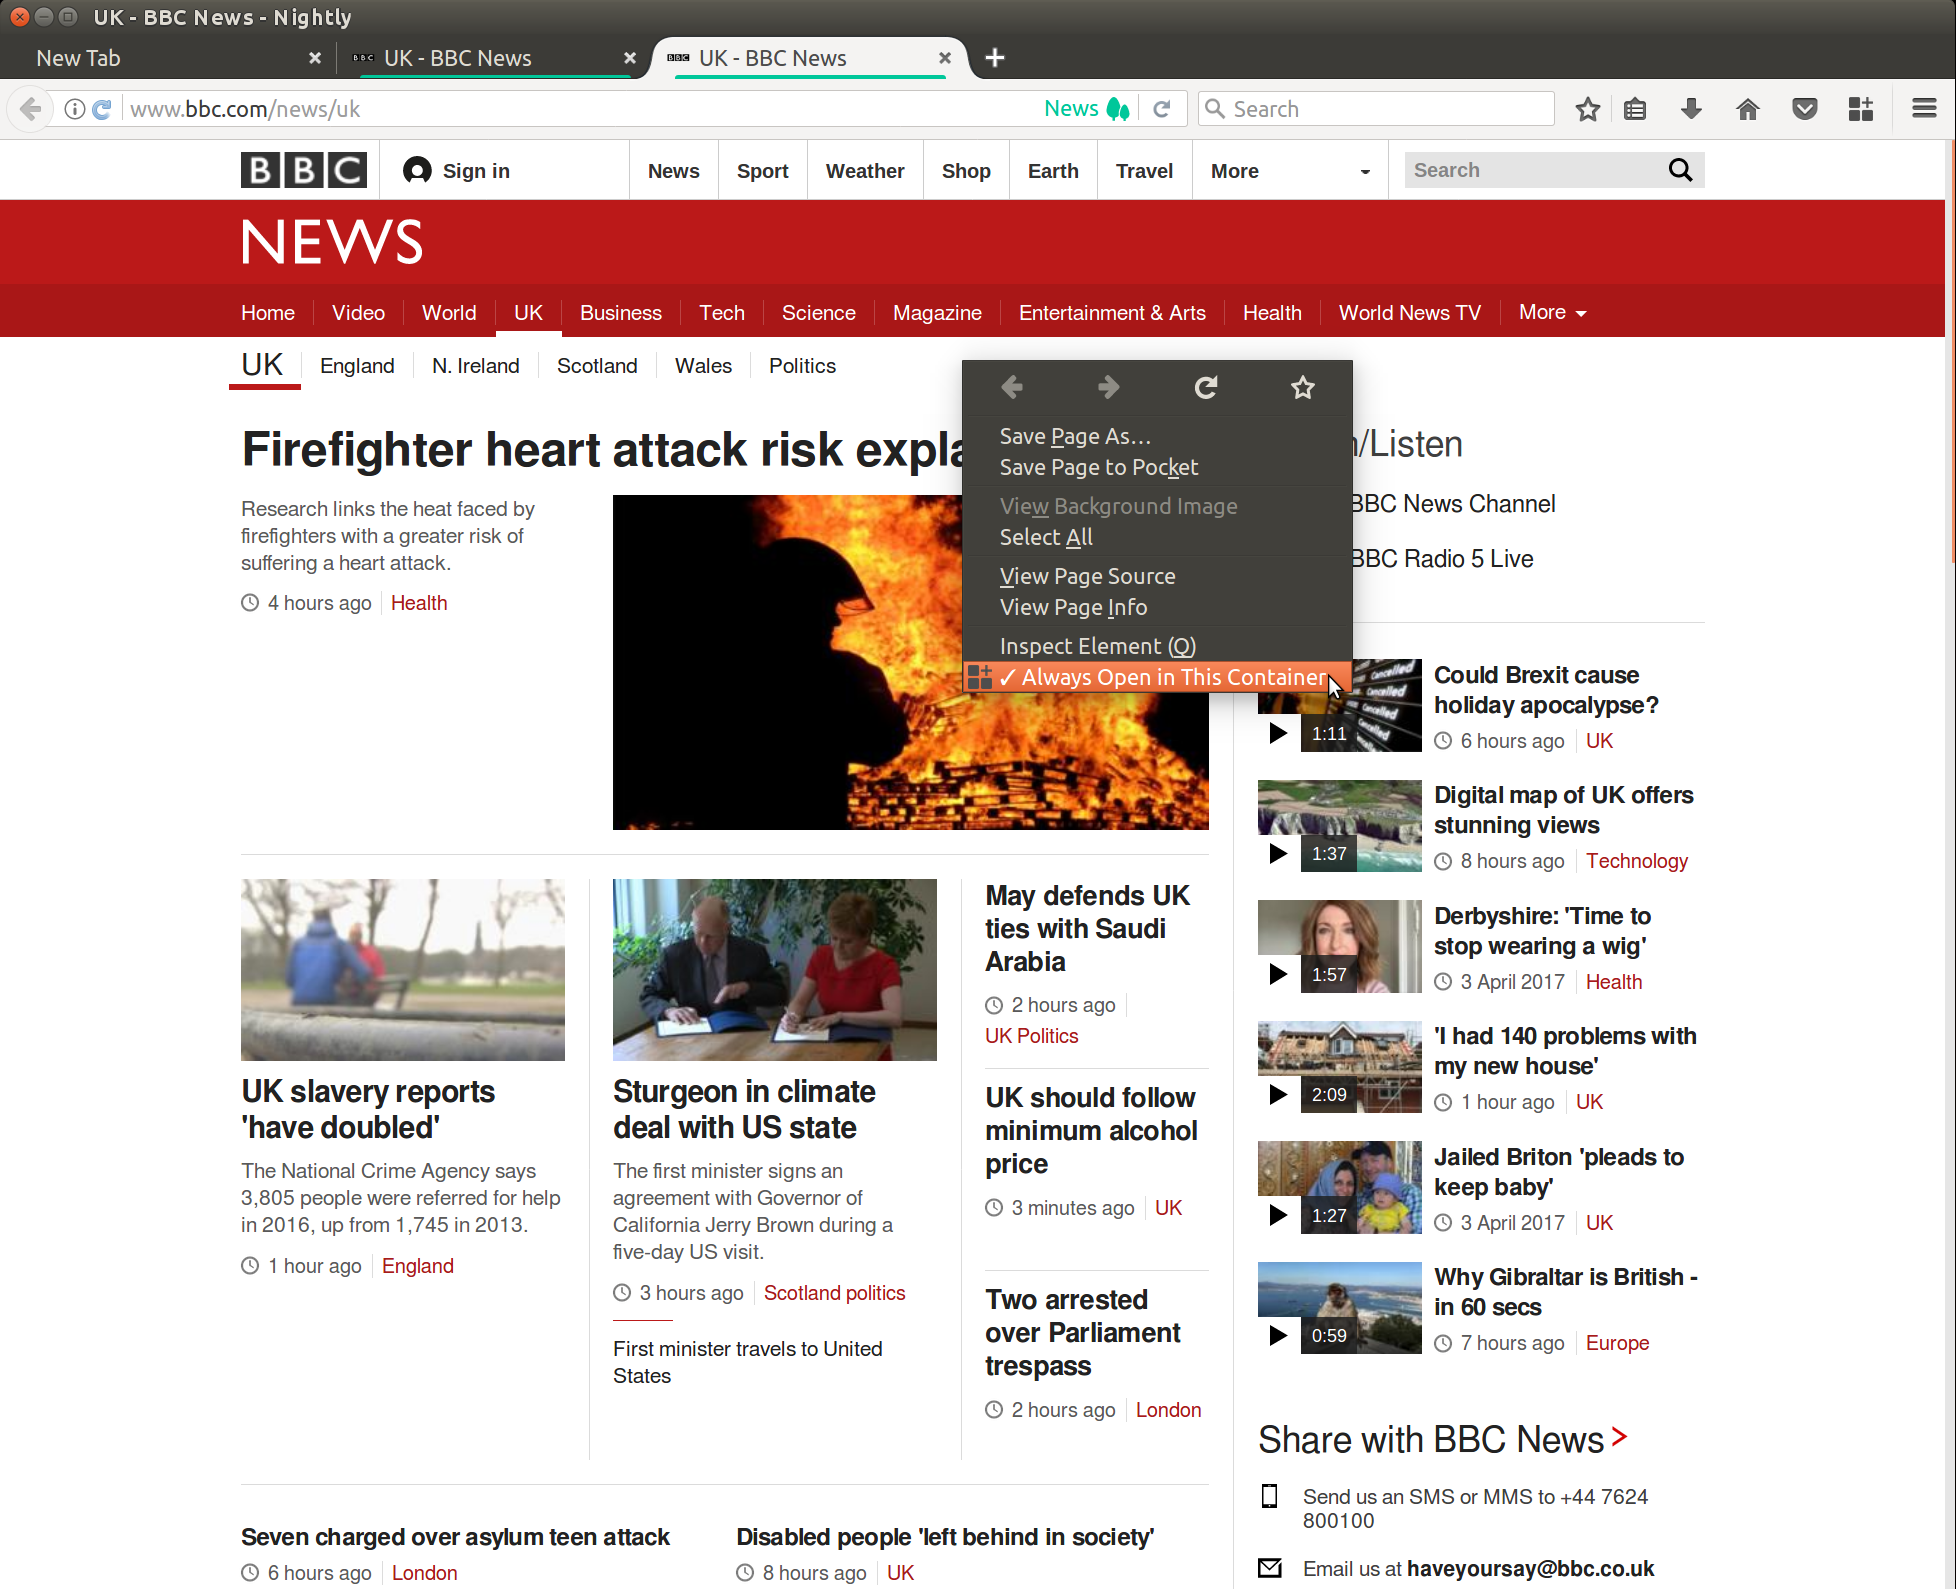 UK - BBC News - Nightly
New Tab
BBC UK - BBC News
BBC UK - BBC News
www.bbc.com/news/uk
News
Search
BBC
Sign in
News
Sport
Weather
Shop
Earth
Travel
More
Search
NEWS
Home
Video
World
UK
Business
Tech
Science
Magazine
Entertainment & Arts
Health
World News TV
More
UK
England
N. Ireland
Scotland
Wales
Politics
Save Page As...
Save Page to Pocket
View Background Image
Select All
View Page Source
View Page Info
Inspect Element (Q)
✓ Always Open in This Container
Firefighter heart attack risk expla
Research links the heat faced by
firefighters with a greater risk of
suffering a heart attack.
4 hours ago
Health
UK slavery reports
'have doubled'
The National Crime Agency says
3,805 people were referred for help
in 2016, up from 1,745 in 2013.
1 hour ago
England
Sturgeon in climate
deal with US state
The first minister signs an
agreement with Governor of
California Jerry Brown during a
five-day US visit.
3 hours ago
Scotland politics
First minister travels to United
States
May defends UK
ties with Saudi
Arabia
2 hours ago
UK Politics
UK should follow
minimum alcohol
price
3 minutes ago
UK
Two arrested
over Parliament
trespass
2 hours ago
London
Seven charged over asylum teen attack
6 hours ago
London
Disabled people 'left behind in society'
8 hours ago
UK
/Listen
BBC News Channel
BBC Radio 5 Live
Cancelled
Cancelled
Cancelled
1:11
Could Brexit cause
holiday apocalypse?
6 hours ago
UK
1:37
Digital map of UK offers
stunning views
8 hours ago
Technology
1:57
Derbyshire: 'Time to
stop wearing a wig'
3 April 2017
Health
2:09
'I had 140 problems with
my new house'
1 hour ago
UK
1:27
Jailed Briton 'pleads to
keep baby'
3 April 2017
UK
0:59
Why Gibraltar is British -
in 60 secs
7 hours ago
Europe
Share with BBC News
Send us an SMS or MMS to +44 7624
800100
Email us at haveyoursay@bbc.co.uk